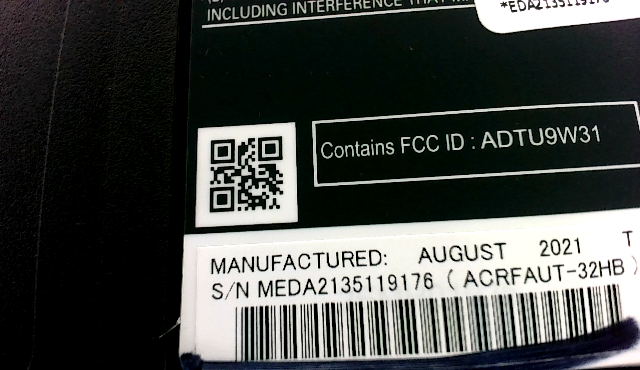 INCLUDING INTERFERENCE THAT
*EDA2135119176
Contains FCC ID : ADTU9W31
MANUFACTURED: AUGUST 2021 T
S/N MEDA2135119176 ( ACRFAUT-32HB )